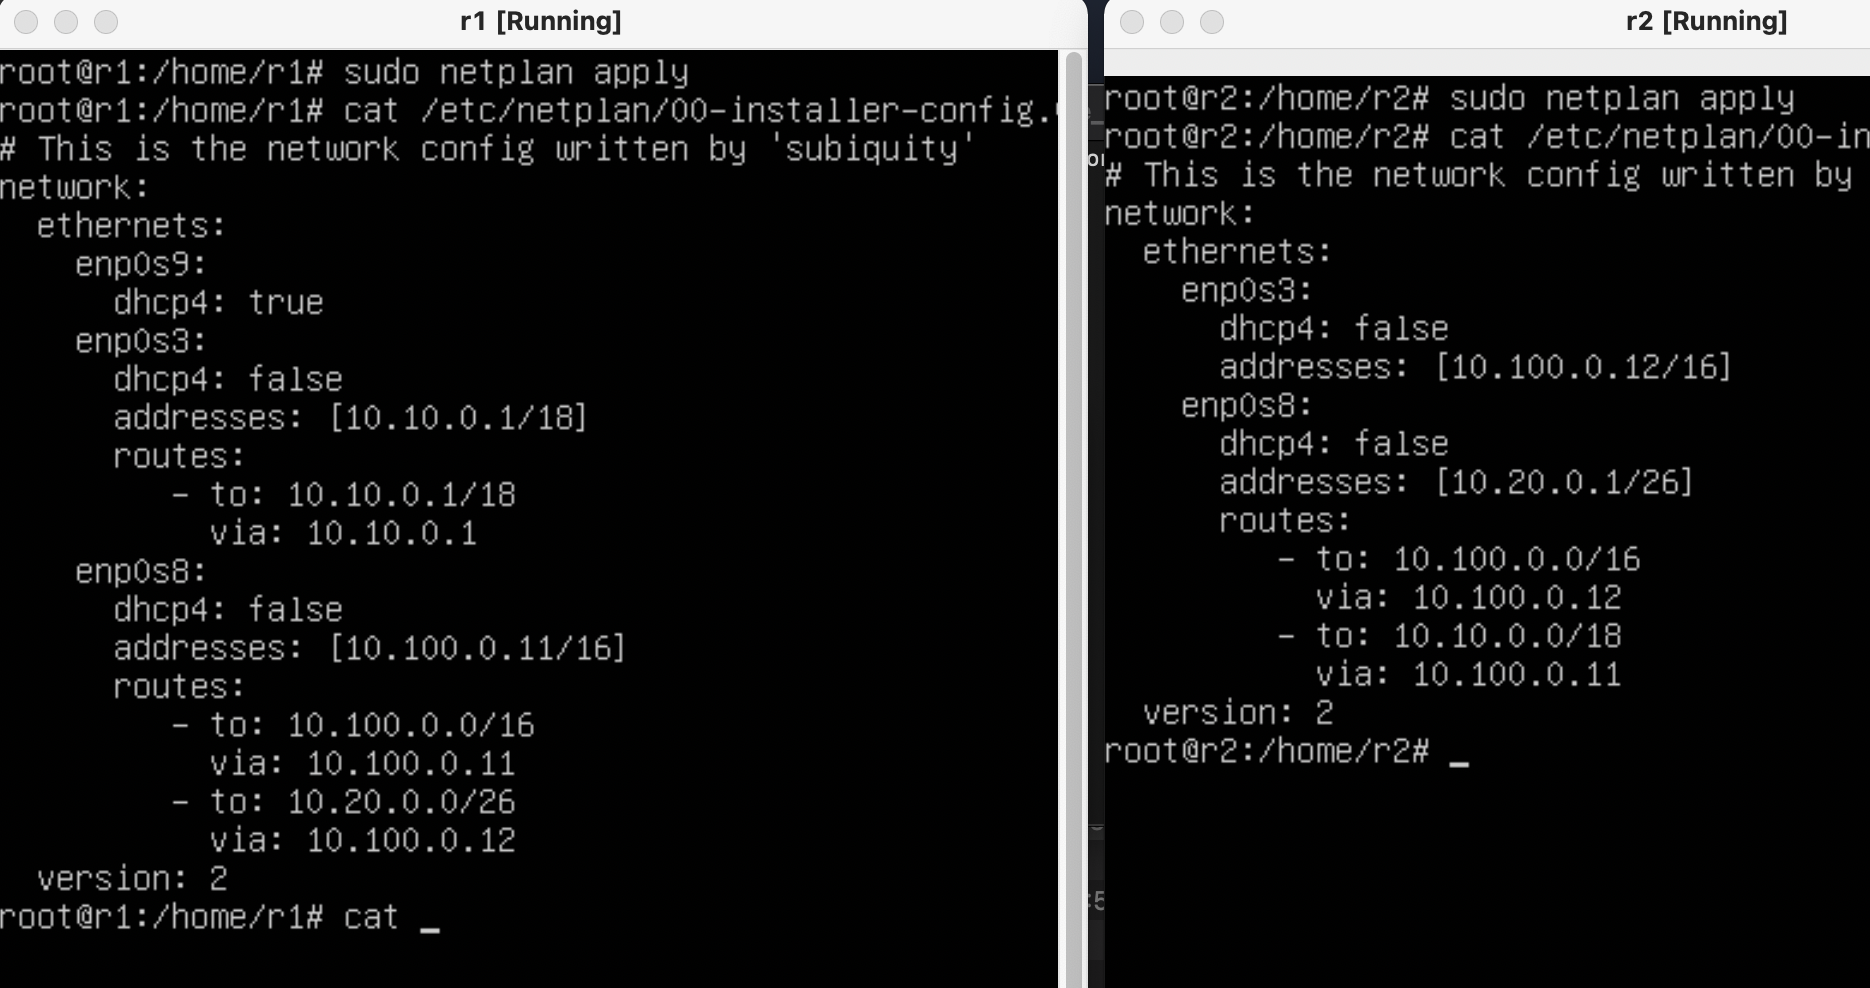 r1 [Running]
root@r1:/home/r1# sudo netplan apply
root@r1:/home/r1# cat /etc/netplan/00-installer-config.
# This is the network config written by 'subiquity'
network:
  ethernets:
    enp0s9:
      dhcp4: true
    enp0s3:
      dhcp4: false
      addresses: [10.10.0.1/18]
      routes:
         - to: 10.10.0.1/18
           via: 10.10.0.1
    enp0s8:
      dhcp4: false
      addresses: [10.100.0.11/16]
      routes:
         - to: 10.100.0.0/16
           via: 10.100.0.11
         - to: 10.20.0.0/26
           via: 10.100.0.12
  version: 2
root@r1:/home/r1# cat _
r2 [Running]
root@r2:/home/r2# sudo netplan apply
root@r2:/home/r2# cat /etc/netplan/00-in
# This is the network config written by
network:
  ethernets:
    enp0s3:
      dhcp4: false
      addresses: [10.100.0.12/16]
    enp0s8:
      dhcp4: false
      addresses: [10.20.0.1/26]
      routes:
         - to: 10.100.0.0/16
           via: 10.100.0.12
         - to: 10.10.0.0/18
           via: 10.100.0.11
  version: 2
root@r2:/home/r2# _